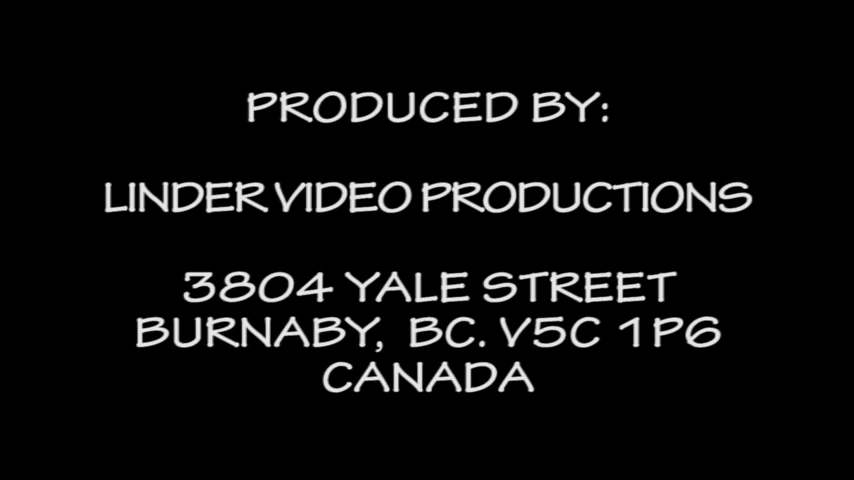 PRODUCED BY:
LINDER VIDEO PRODUCTIONS
3804 YALE STREET
BURNABY, BC. V5C 1P6
CANADA